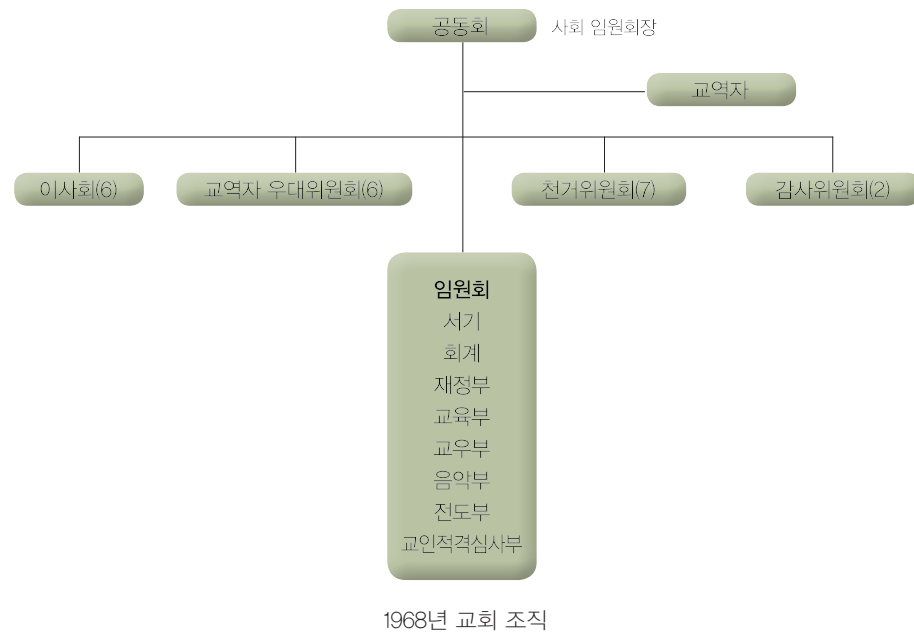 공동회 사회 임원회장
교역자
이사회(6) 교역자 우대위원회(6) 천거위원회(7) 감사위원회(2)
임원회
서기
회계
재정부
교육부
교우부
음악부
전도부
교인적격심사부
1968년 교회 조직